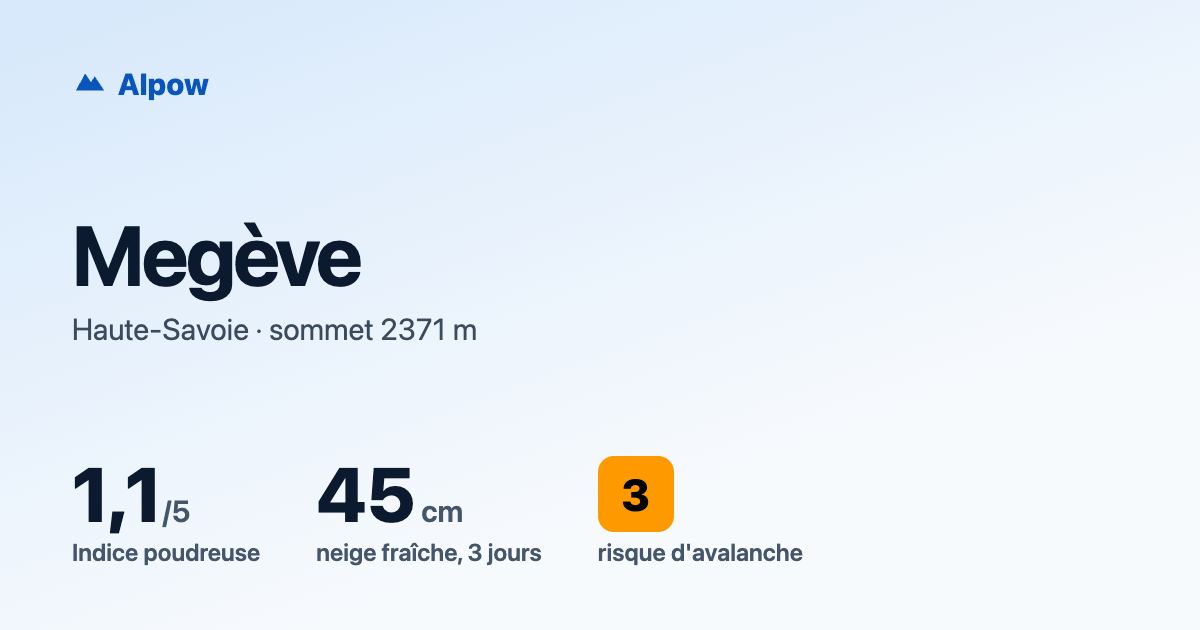 Alpow
Megève
Haute-Savoie · sommet 2371 m
1,1/5
Indice poudreuse
45 cm
neige fraîche, 3 jours
3
risque d'avalanche